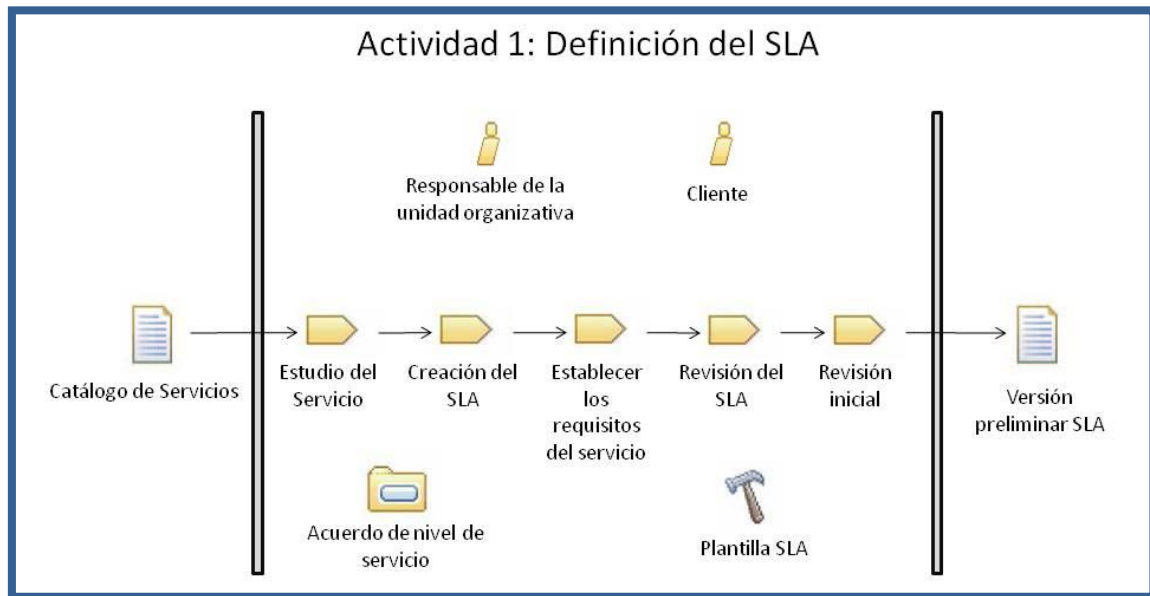 Actividad 1: Definición del SLA
Responsable de la
unidad organizativa
Cliente
Catálogo de Servicios
Estudio del
Servicio
Creación del
SLA
Establecer
los
requisitos
del servicio
Revisión del
SLA
Revisión
inicial
Versión
preliminar SLA
Acuerdo de nivel de
servicio
Plantilla SLA